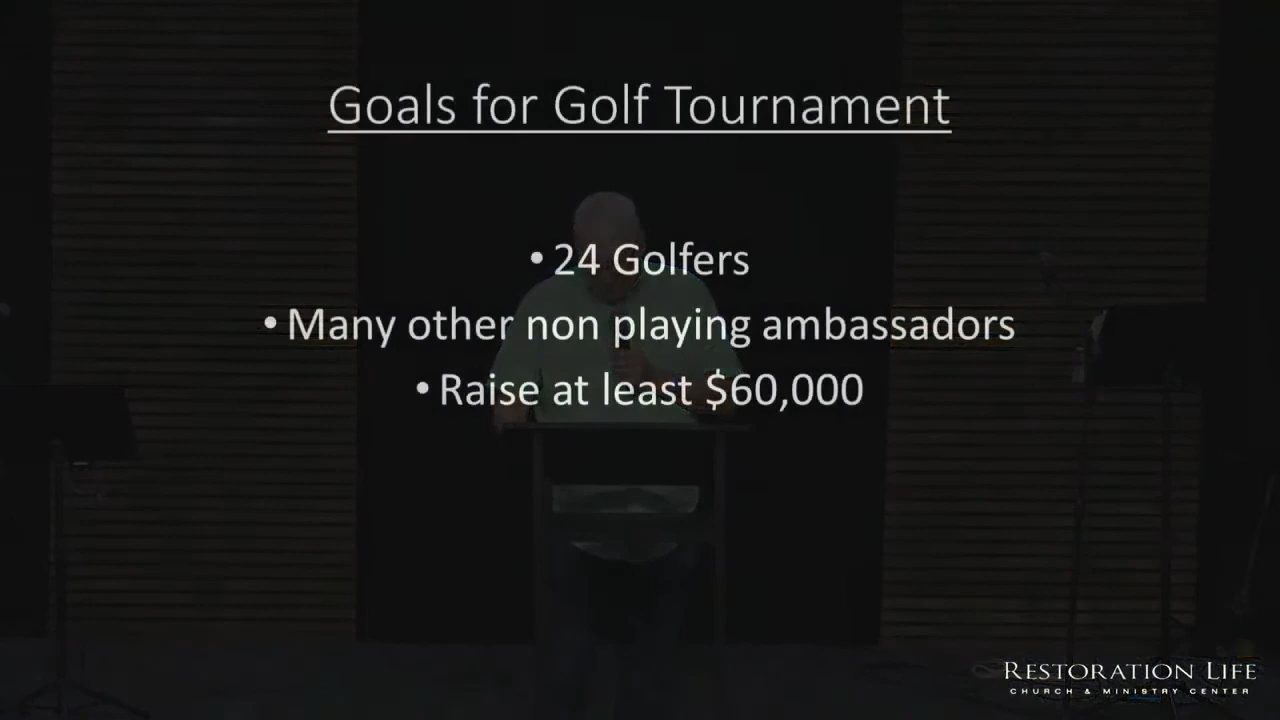 Goals for Golf Tournament
• 24 Golfers
• Many other non playing ambassadors
• Raise at least $60,000
RESTORATION LIFE
CHURCH & MINISTRY CENTER